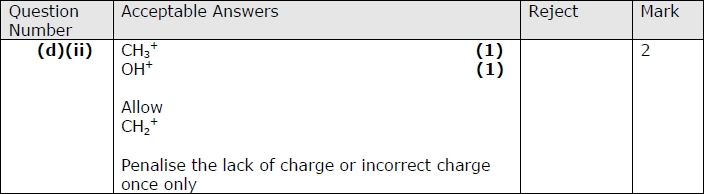 Question Number Acceptable Answers Reject Mark
(d)(ii) CH₃⁺ (1) 2
OH⁺ (1)
Allow
CH₂⁺
Penalise the lack of charge or incorrect charge
once only